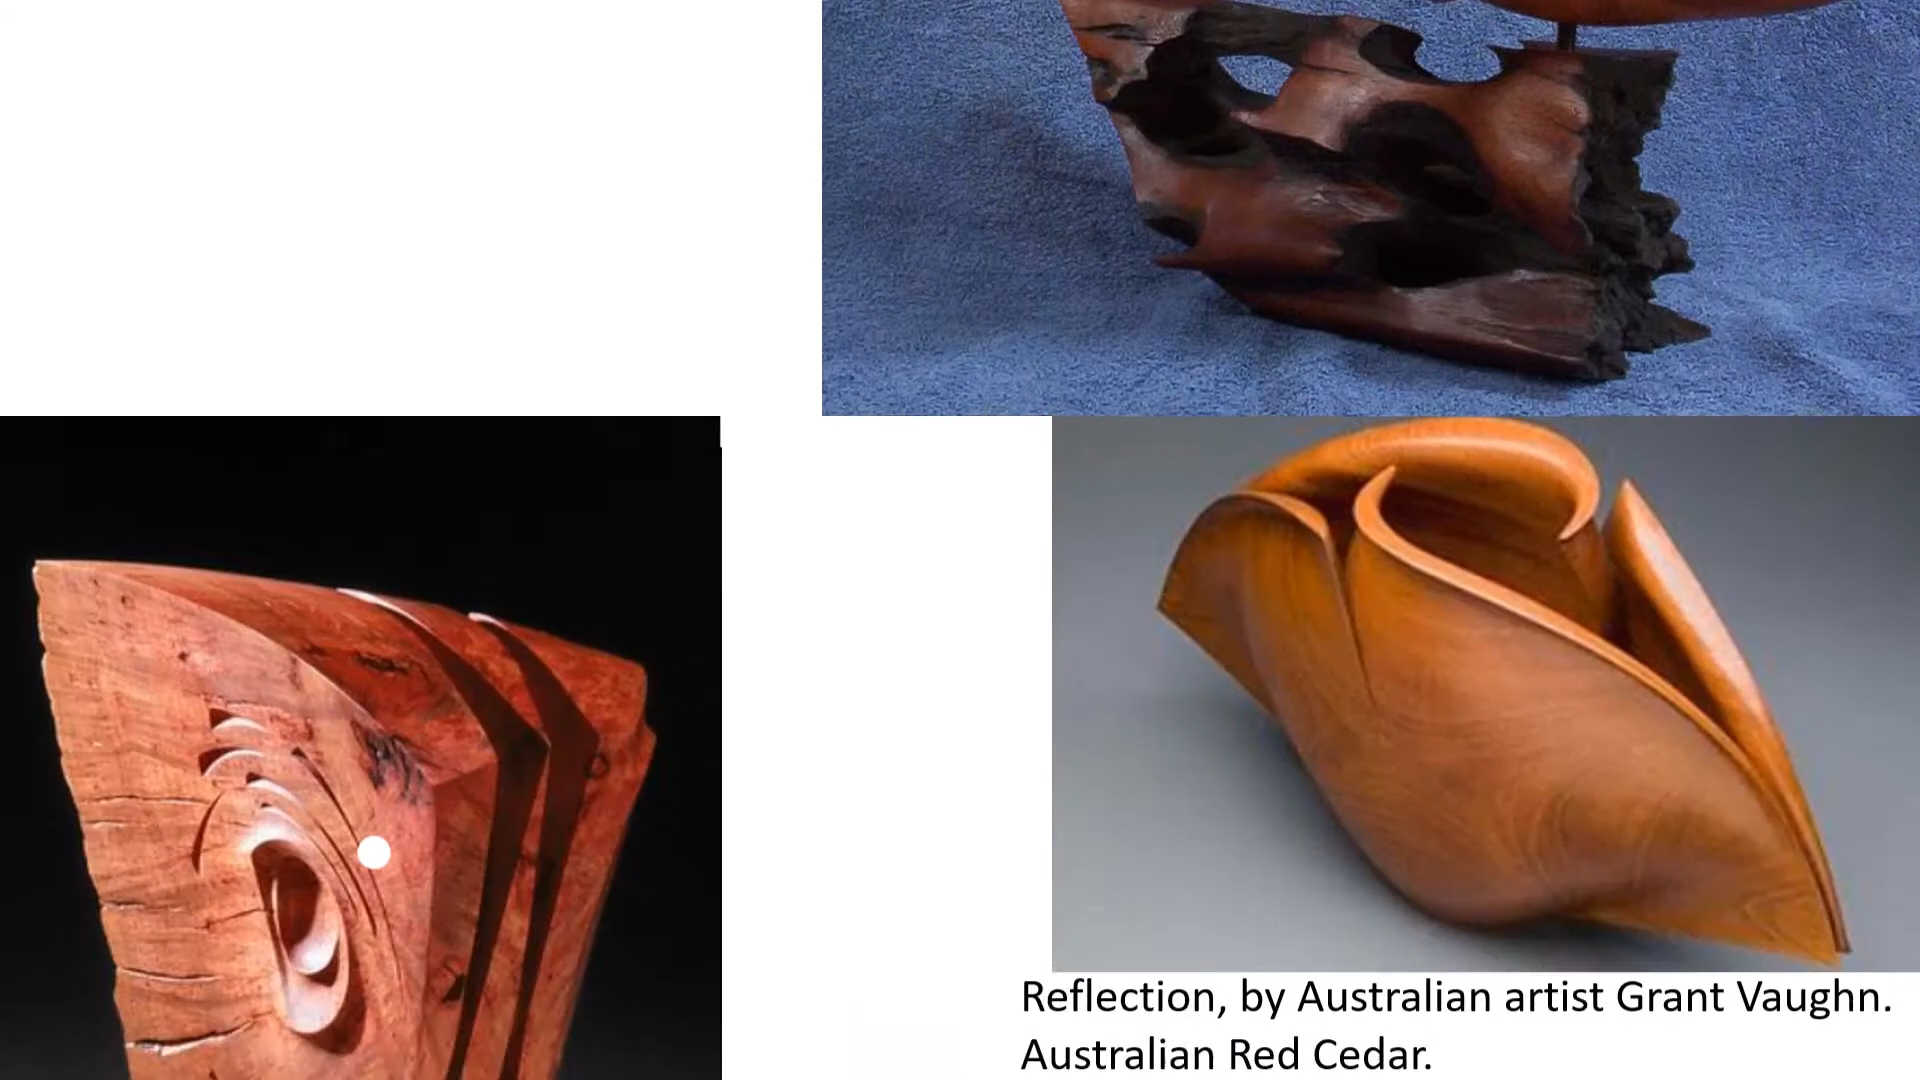 Reflection, by Australian artist Grant Vaughn.
Australian Red Cedar.